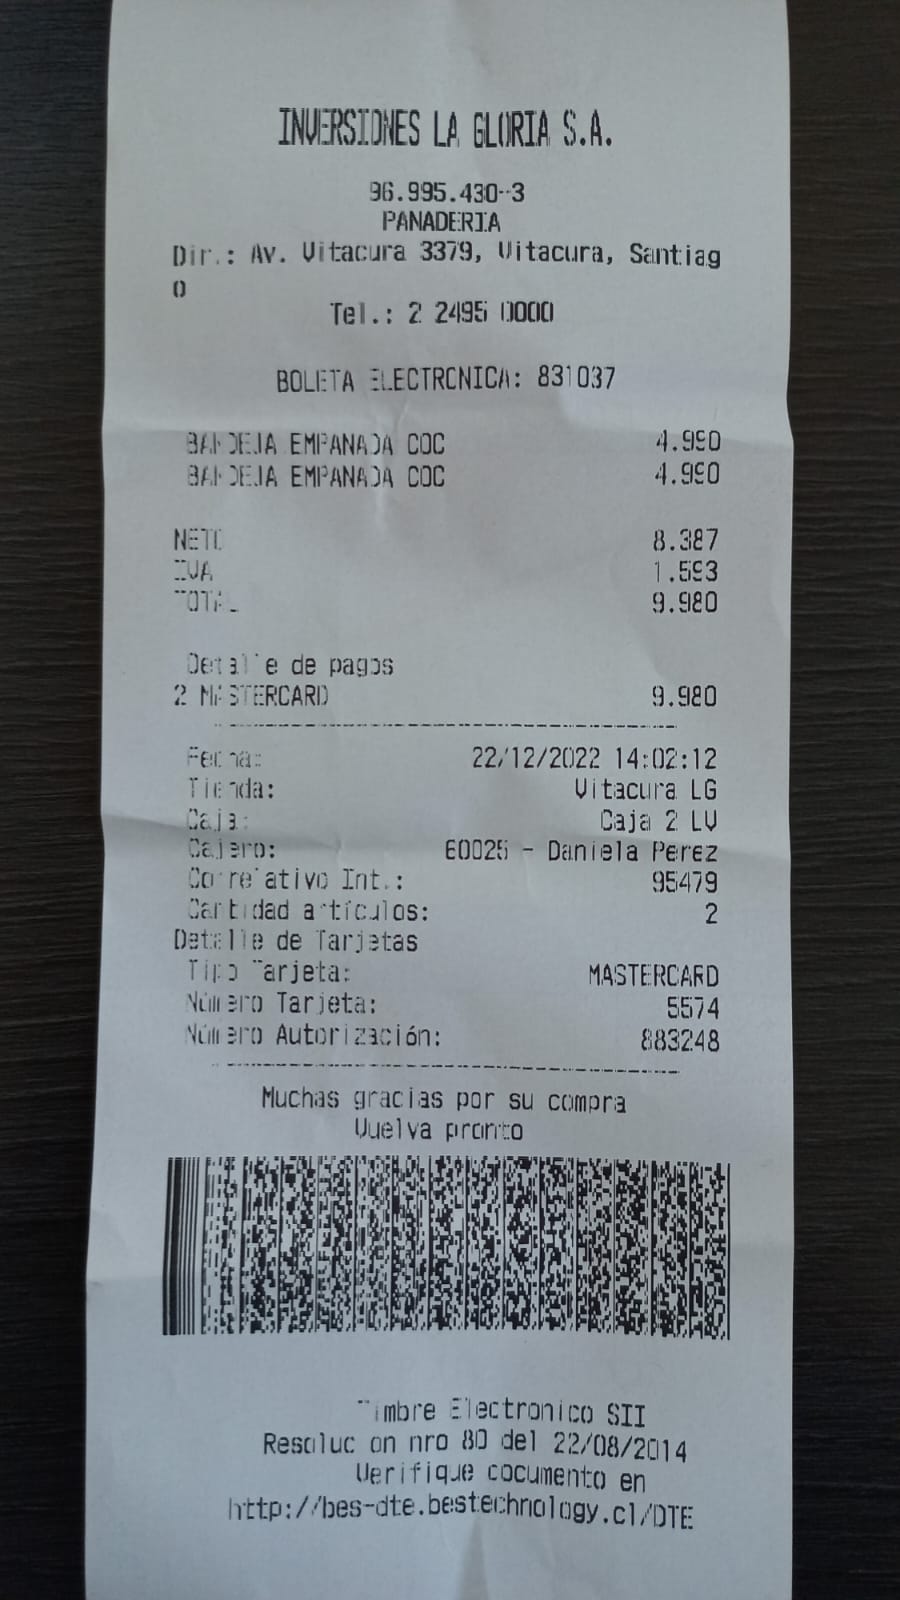 INVERSIONES LA GLORIA S.A.
96.995.430-3
PANADERIA
Dir.: Av. Vitacura 3379, Vitacura, Santiag
o
Tel.: 2 2495 0000
BOLETA ELECTRONICA: 831037
BANDEJA EMPANADA COC 4.990
BANDEJA EMPANADA COC 4.990
NETO 8.387
IVA 1.593
TOTAL 9.980
Detalle de pagos
2 MASTERCARD 9.980
Fecha: 22/12/2022 14:02:12
Tienda: Vitacura LG
Caja: Caja 2 LV
Cajero: 60025 - Daniela Perez
Correlativo Int.: 95479
Cantidad artículos: 2
Detalle de Tarjetas
Tipo Tarjeta: MASTERCARD
Número Tarjeta: 5574
Número Autorización: 883248
Muchas gracias por su compra
Vuelva pronto
Timbre Electronico SII
Resolucion nro 80 del 22/08/2014
Verifique documento en
http://bes-dte.bestechnology.cl/DTE